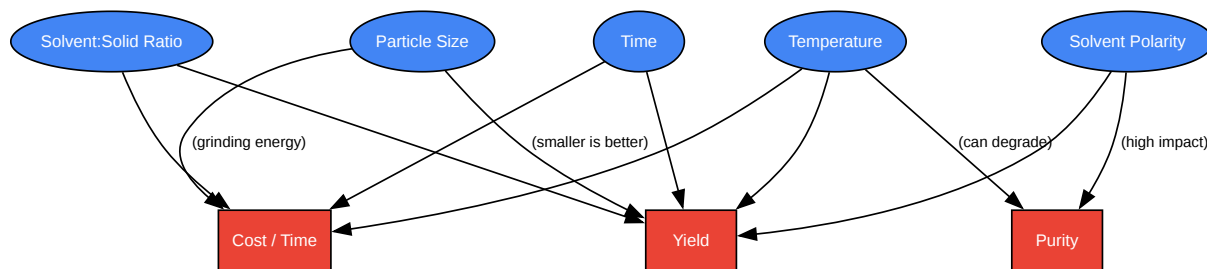 Solvent:Solid Ratio
Particle Size
Time
Temperature
Solvent Polarity
(grinding energy)
(smaller is better)
(can degrade)
(high impact)
Cost / Time
Yield
Purity